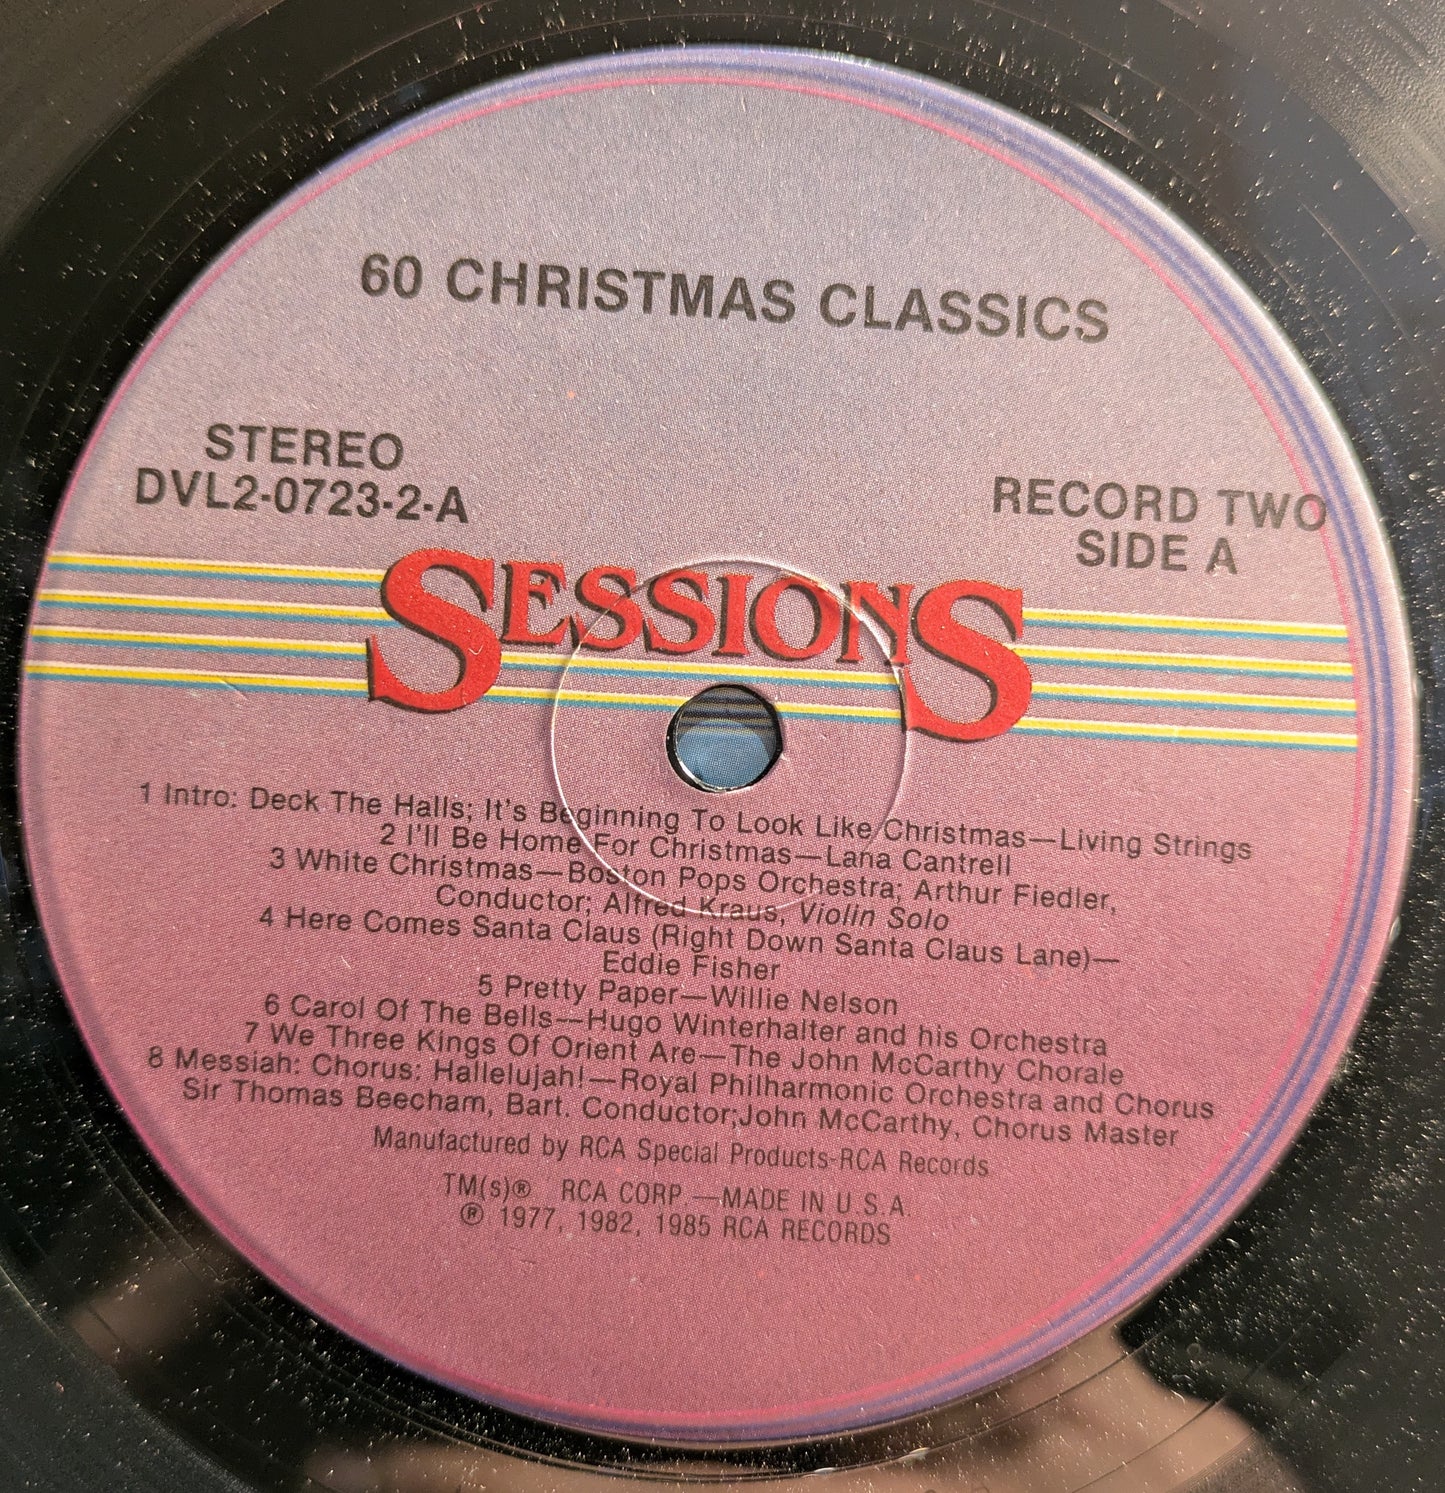 60 CHRISTMAS CLASSICS
STEREO
DVL2-0723-2-A
RECORD TWO
SIDE A
SESSIONS
1 Intro: Deck The Halls; It's Beginning To Look Like Christmas—Living Strings
2 I'll Be Home For Christmas—Lana Cantrell
3 White Christmas—Boston Pops Orchestra; Arthur Fiedler,
Conductor; Alfred Kraus, Violin Solo
4 Here Comes Santa Claus (Right Down Santa Claus Lane)—
Eddie Fisher
5 Pretty Paper—Willie Nelson
6 Carol Of The Bells—Hugo Winterhalter and his Orchestra
7 We Three Kings Of Orient Are—The John McCarthy Chorale
8 Messiah: Chorus: Hallelujah!—Royal Philharmonic Orchestra and Chorus
Sir Thomas Beecham, Bart. Conductor;John McCarthy, Chorus Master
Manufactured by RCA Special Products-RCA Records
TM(s)® RCA CORP.—MADE IN U.S.A.
℗ 1977, 1982, 1985 RCA RECORDS